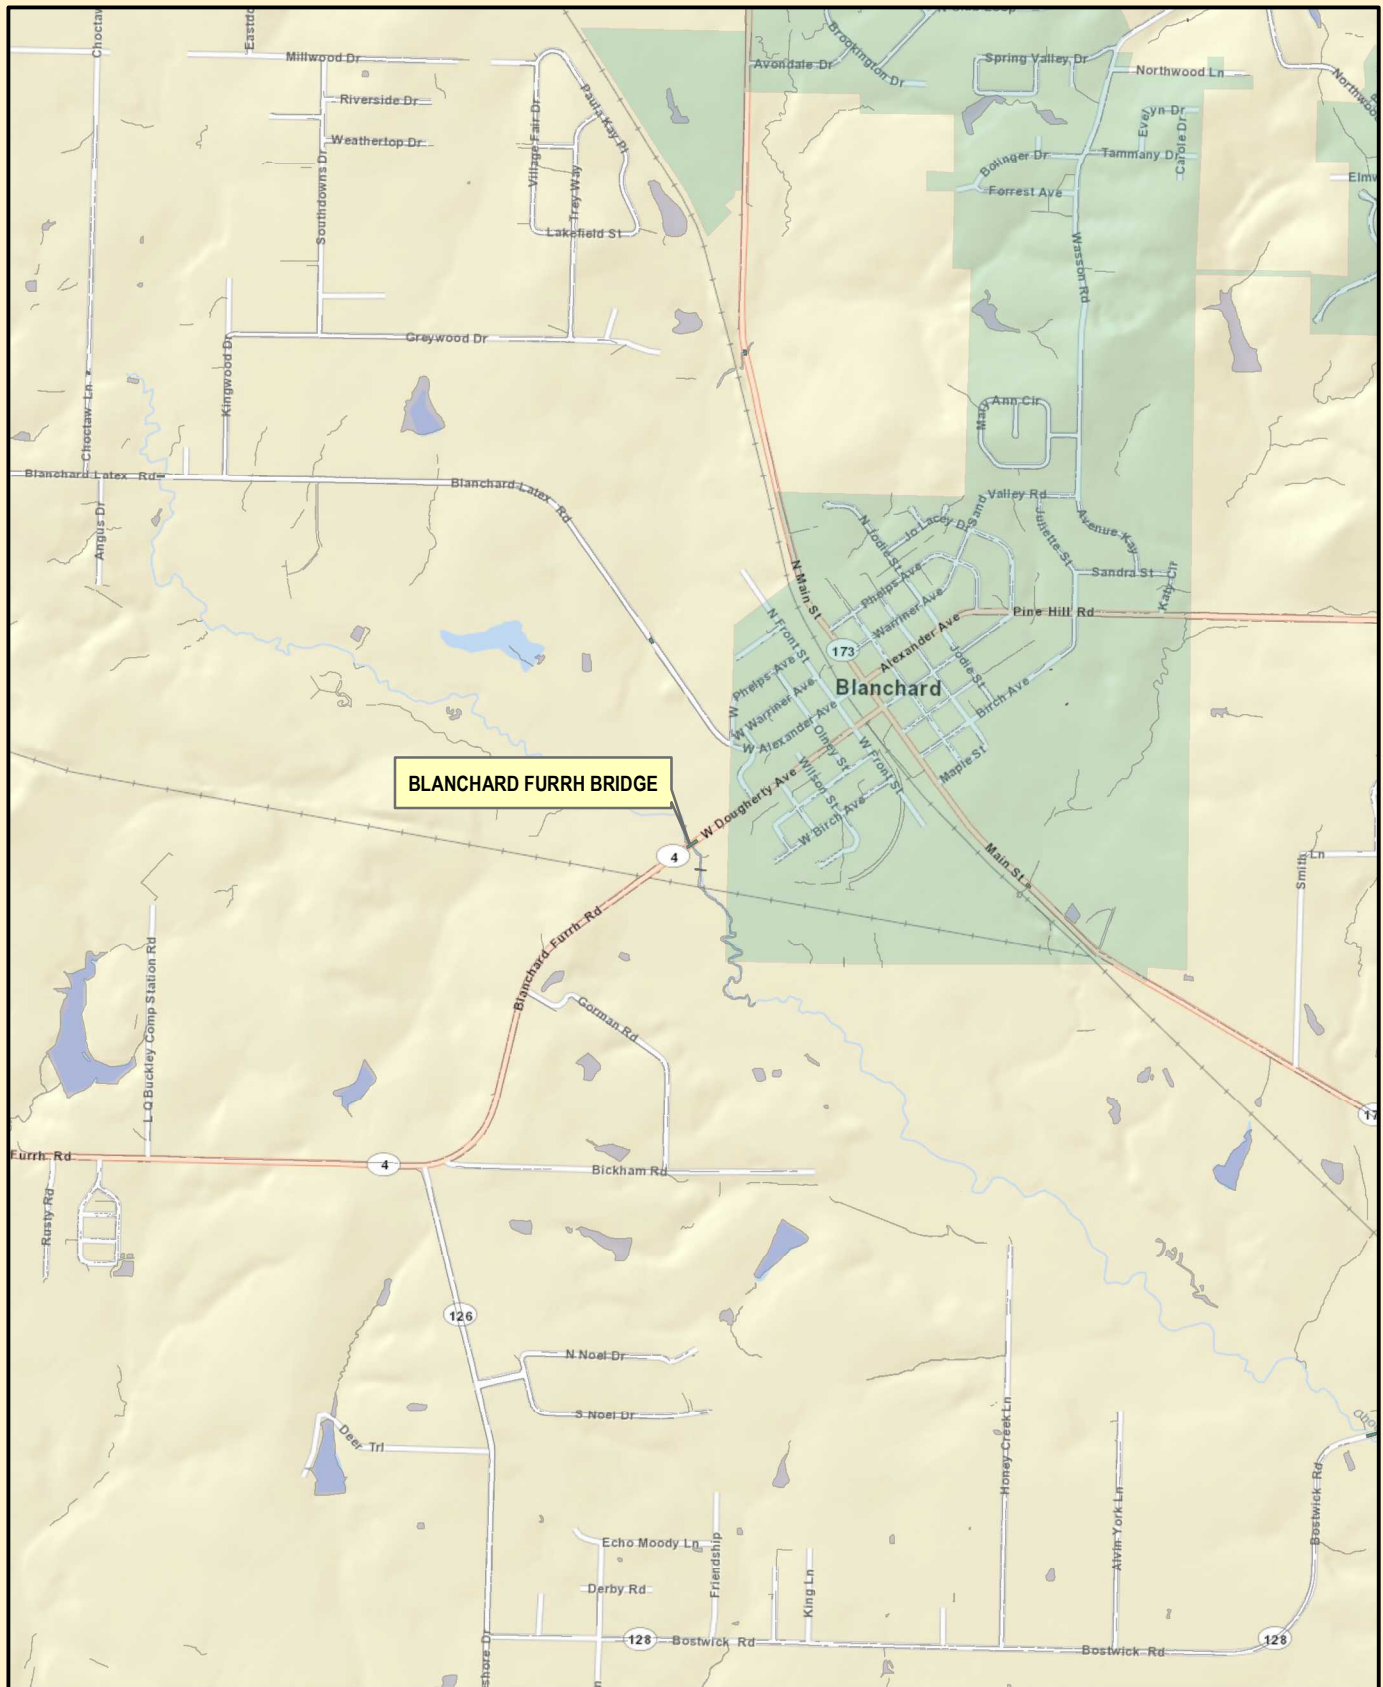 Choctaw
Millwood Dr
Riverside Dr
Weathertop Dr
Southdowns Dr
Village Fair Dr
Paula Kay Pl
Trey Way
Lakefield St
Avondale Dr
Brookington Dr
Spring Valley Dr
Northwood Ln
Carole Dr
Tammany Dr
Bolinger Dr
Forrest Ave
Wasson Rd
Greywood Dr
Kingwood Dr
Choctaw Ln
Mary Ann Cir
Blanchard Latex Rd
Blanchard Latex Rd
Angus Dr
Sand Valley Rd
Avenue Kay
Sandra St
Katy Cir
Jo Lacey Dr
N Jodie St
Phelps Ave
Warriner Ave
Alexander Ave
Pine Hill Rd
N Main St
N Front St
173
Blanchard
Jodie St
Birch Ave
Maple St
W Phelps Ave
W Warriner Ave
W Alexander Ave
Olney St
W Front St
Wilson St
W Dougherty Ave
W Birch Ave
BLANCHARD FURRH BRIDGE
4
Main St
Smith Ln
Blanchard Furrh Rd
Gorman Rd
L Q Buckley Comp Station Rd
17
Furrh Rd
4
Bickham Rd
Rusty Rd
126
N Noel Dr
S Noel Dr
Deer Trl
Honey Creek Ln
Alvin York Ln
Bostwick Rd
Echo Moody Ln
Friendship
Derby Rd
King Ln
128
Bostwick Rd
Bostwick Rd
128
shore Dr